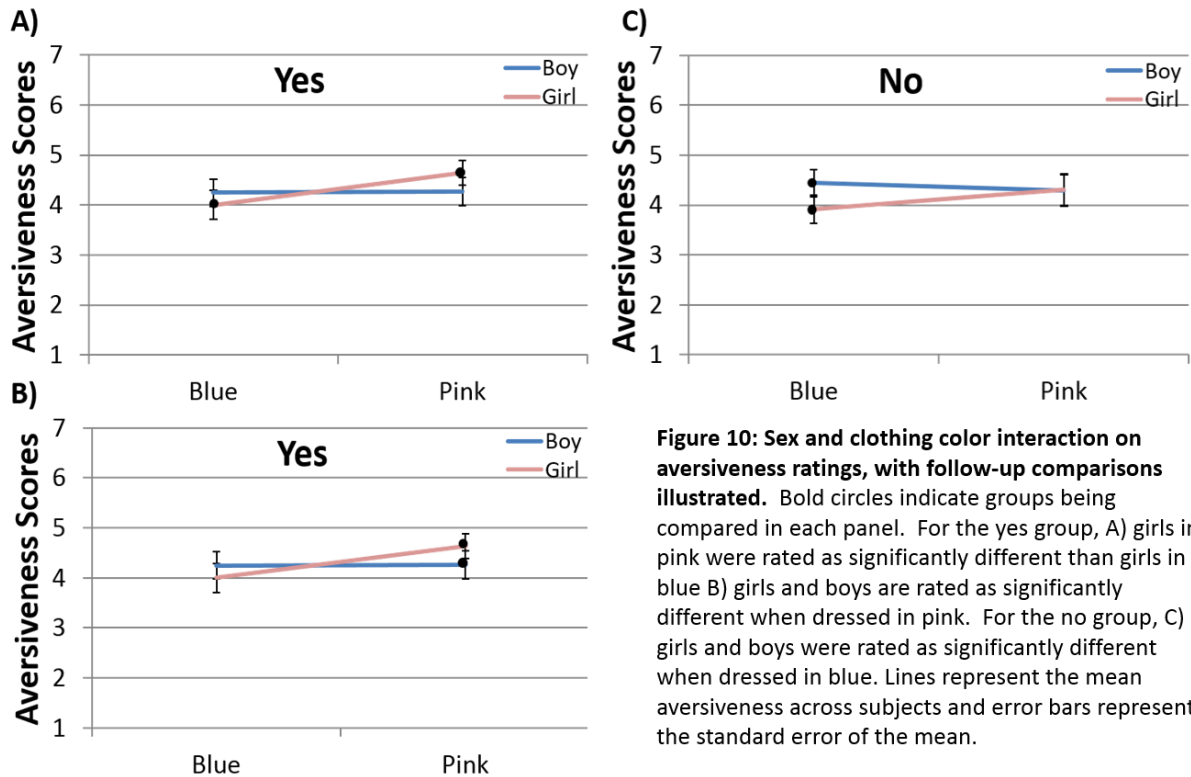 A)
Aversiveness Scores
7
6
5
4
3
2
1
Yes
Boy
Girl
Blue
Pink
C)
Aversiveness Scores
7
6
5
4
3
2
1
No
Boy
Girl
Blue
Pink
B)
Aversiveness Scores
7
6
5
4
3
2
1
Yes
Boy
Girl
Blue
Pink
Figure 10: Sex and clothing color interaction on
aversiveness ratings, with follow-up comparisons
illustrated. Bold circles indicate groups being
compared in each panel. For the yes group, A) girls in
pink were rated as significantly different than girls in
blue B) girls and boys are rated as significantly
different when dressed in pink. For the no group, C)
girls and boys were rated as significantly different
when dressed in blue. Lines represent the mean
aversiveness across subjects and error bars represent
the standard error of the mean.